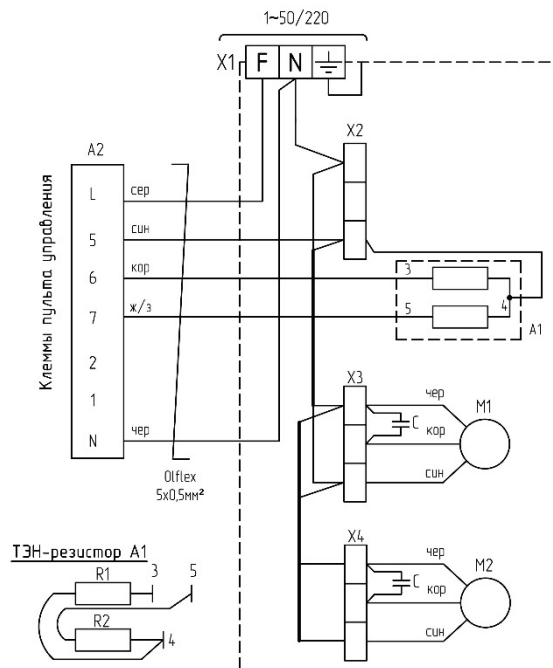 1~50/220
X1 F N
X2
A2
Клеммы пульта управления
L сер
5 син
6 кор
7 ж/з
2
1
N чер
3
5
4
A1
Olflex
5x0,5мм²
X3
чер
C
кор
син
M1
X4
чер
C
кор
син
M2
ТЭН-резистор A1
R1 3 5
R2 4